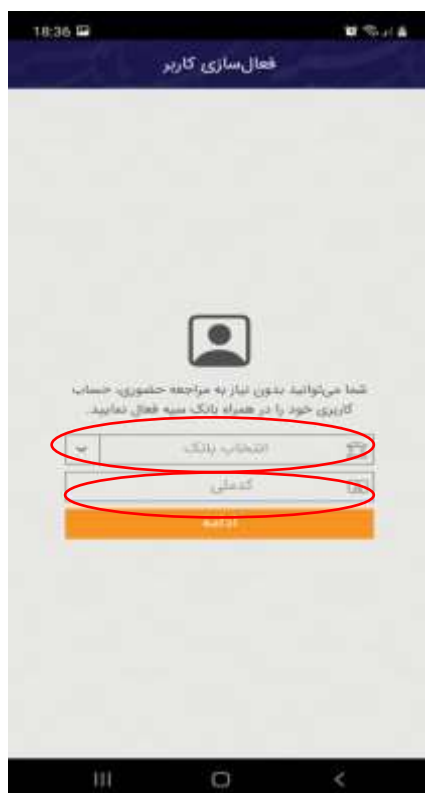 18:36
فعال‌سازی کاربر
شما می‌توانید بدون نیاز به مراجعه حضوری، حساب
کاربری خود را در همراه بانک سپه فعال نمایید.
انتخاب بانک
کدملی
ادامه